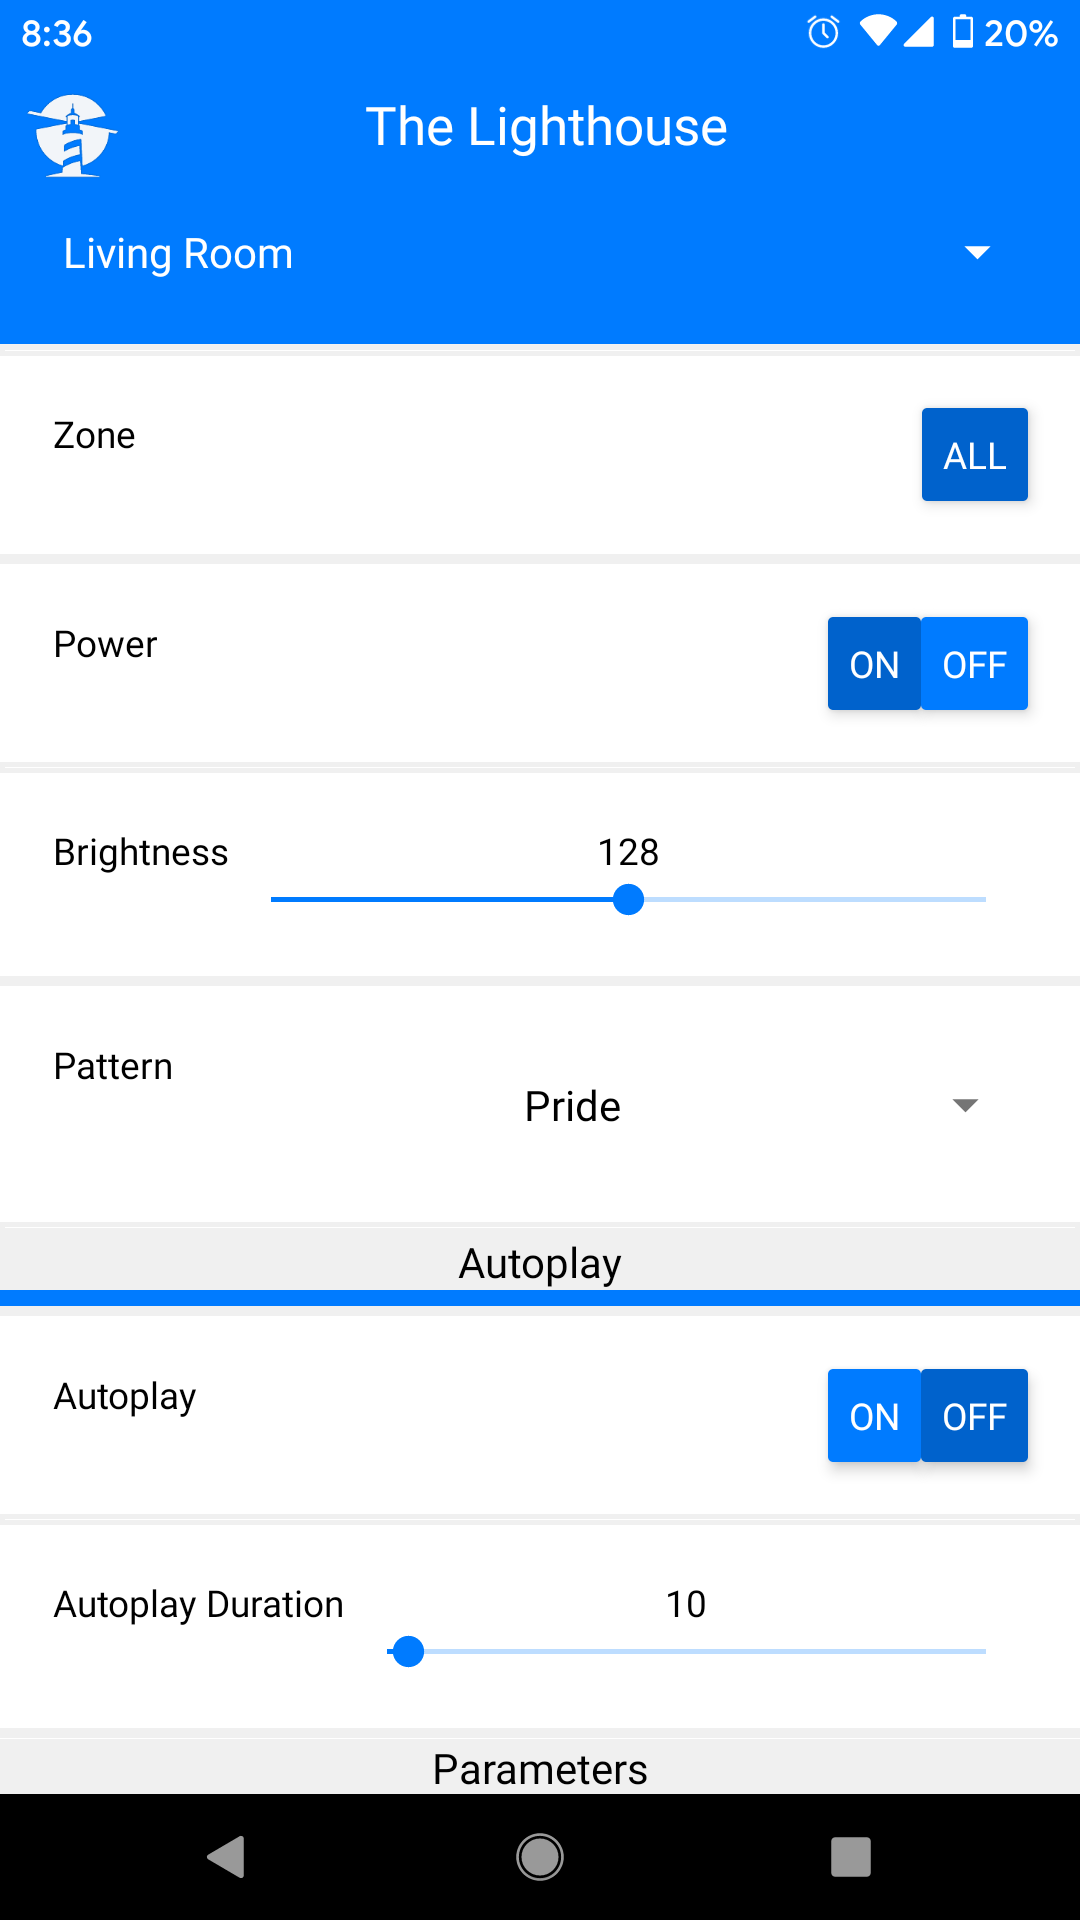 8:36 20%
The Lighthouse
Living Room
Zone ALL
Power ON OFF
Brightness 128
Pattern
Pride
Autoplay
Autoplay ON OFF
Autoplay Duration 10
Parameters